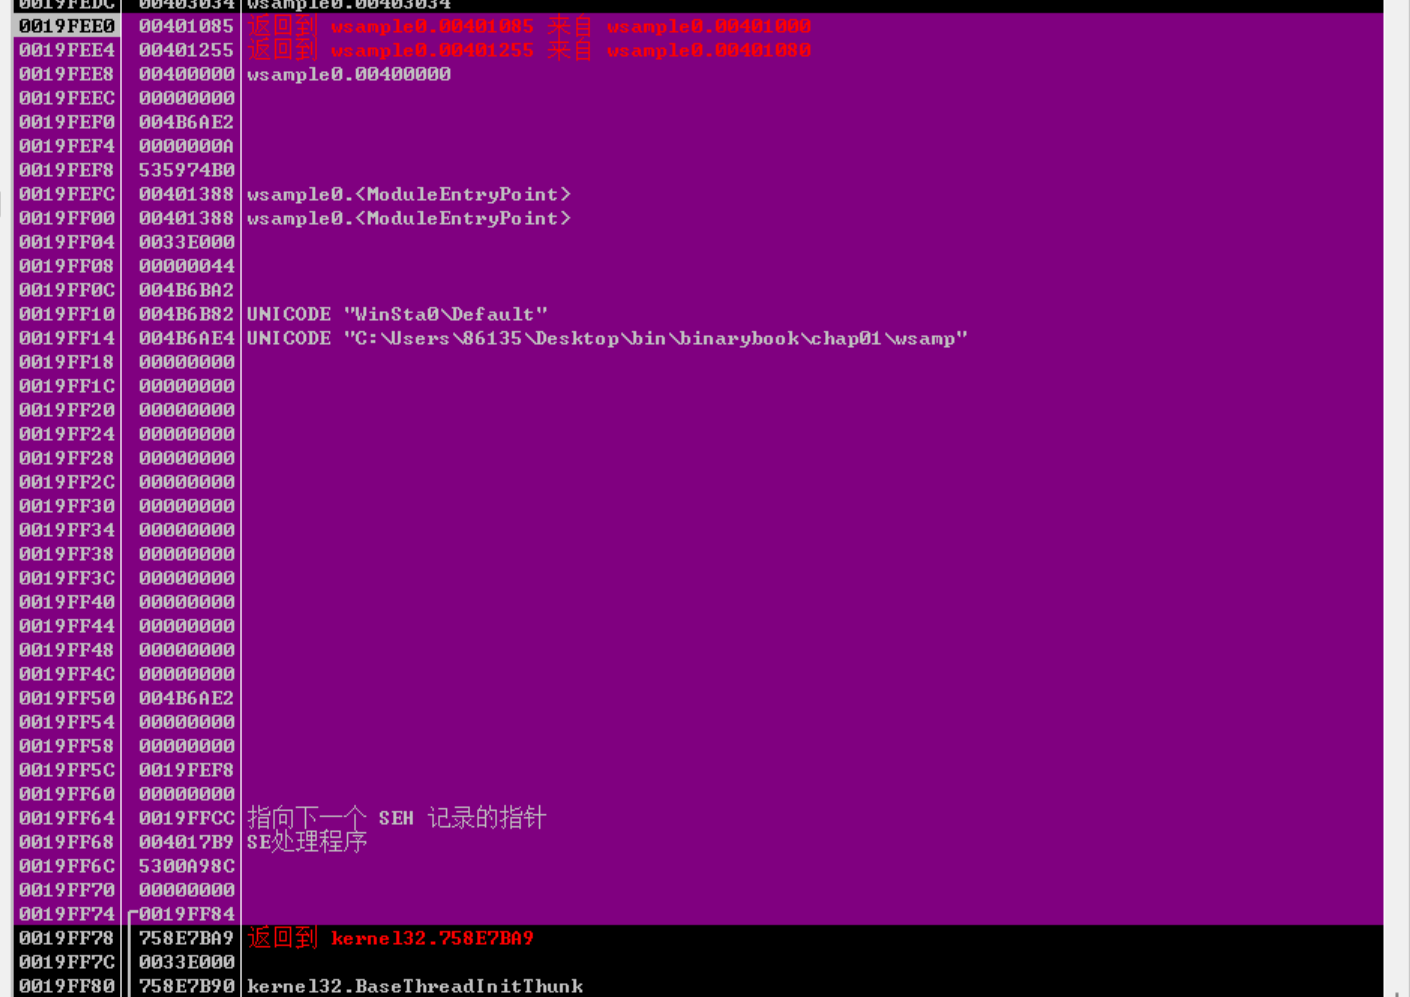 0019FEDC 00403034 wsample0.00403034
0019FEE0 00401085 返回到 wsample0.00401085 来自 wsample0.00401000
0019FEE4 00401255 返回到 wsample0.00401255 来自 wsample0.00401080
0019FEE8 00400000 wsample0.00400000
0019FEEC 00000000
0019FEF0 004B6AE2
0019FEF4 0000000A
0019FEF8 535974B0
0019FEFC 00401388 wsample0.<ModuleEntryPoint>
0019FF00 00401388 wsample0.<ModuleEntryPoint>
0019FF04 0033E000
0019FF08 00000044
0019FF0C 004B6BA2
0019FF10 004B6B82 UNICODE "WinSta0\Default"
0019FF14 004B6AE4 UNICODE "C:\Users\86135\Desktop\bin\binarybook\chap01\wsamp"
0019FF18 00000000
0019FF1C 00000000
0019FF20 00000000
0019FF24 00000000
0019FF28 00000000
0019FF2C 00000000
0019FF30 00000000
0019FF34 00000000
0019FF38 00000000
0019FF3C 00000000
0019FF40 00000000
0019FF44 00000000
0019FF48 00000000
0019FF4C 00000000
0019FF50 004B6AE2
0019FF54 00000000
0019FF58 00000000
0019FF5C 0019FEF8
0019FF60 00000000
0019FF64 0019FFCC 指向下一个 SEH 记录的指针
0019FF68 004017B9 SE处理程序
0019FF6C 5300A98C
0019FF70 00000000
0019FF74 0019FF84
0019FF78 758E7BA9 返回到 kernel32.758E7BA9
0019FF7C 0033E000
0019FF80 758E7B90 kernel32.BaseThreadInitThunk